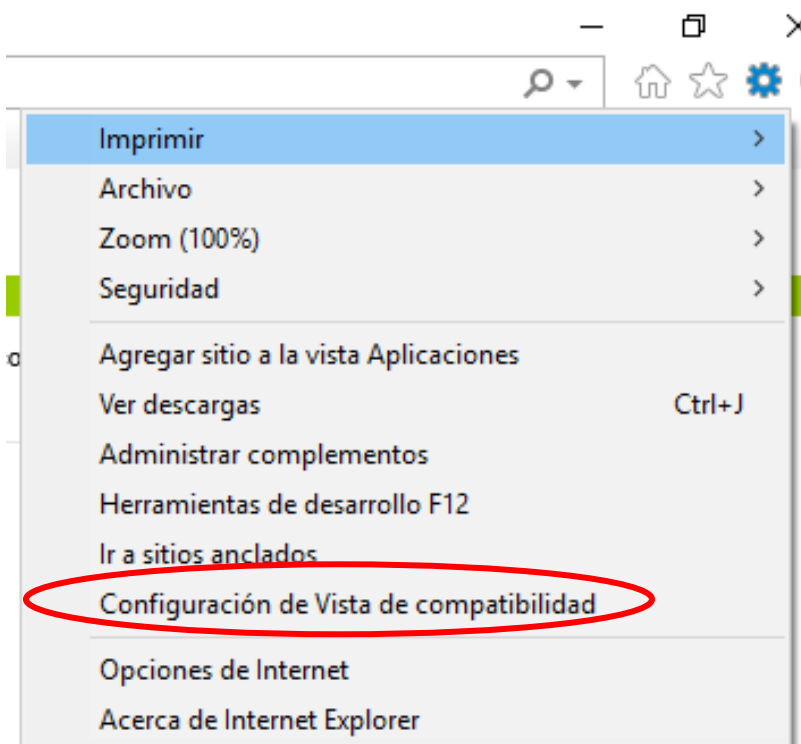 Imprimir
Archivo
Zoom (100%)
Seguridad
Agregar sitio a la vista Aplicaciones
Ver descargas Ctrl+J
Administrar complementos
Herramientas de desarrollo F12
Ir a sitios anclados
Configuración de Vista de compatibilidad
Opciones de Internet
Acerca de Internet Explorer